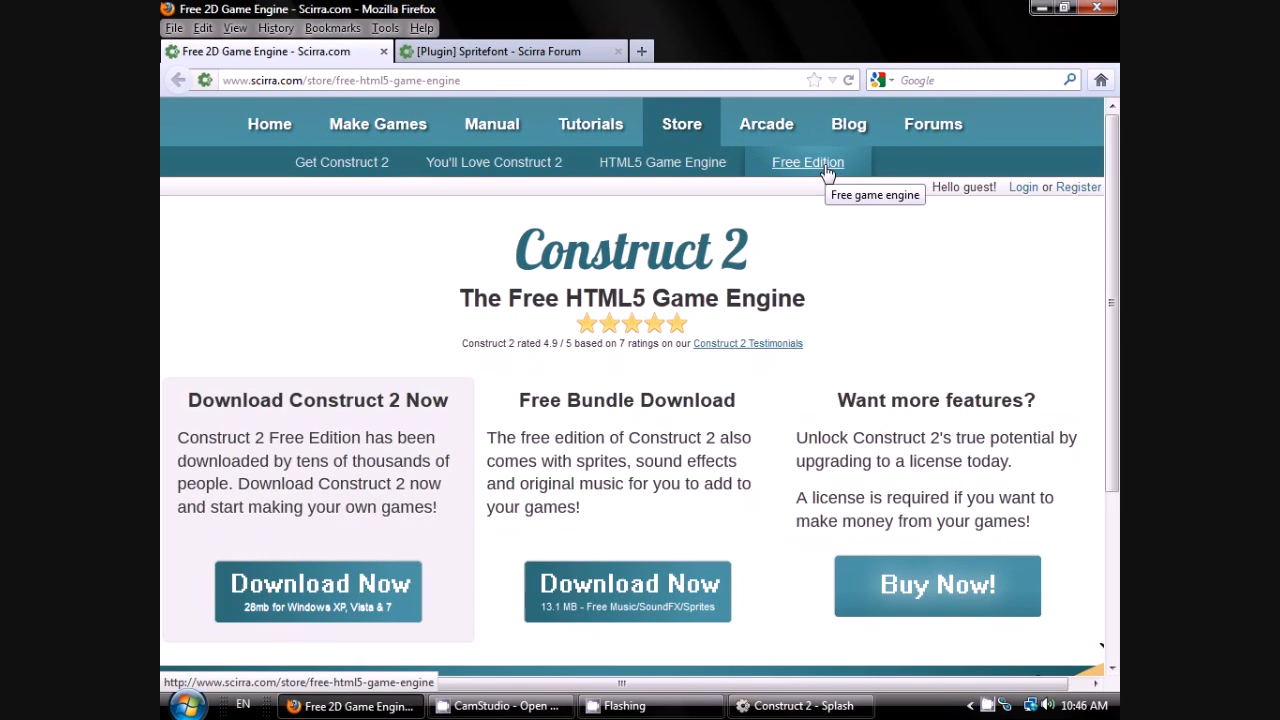 Free 2D Game Engine - Scirra.com - Mozilla Firefox
File Edit View History Bookmarks Tools Help
Free 2D Game Engine - Scirra.com
[Plugin] Spritefont - Scirra Forum
www.scirra.com/store/free-html5-game-engine
Google
Home Make Games Manual Tutorials Store Arcade Blog Forums
Get Construct 2 You'll Love Construct 2 HTML5 Game Engine Free Edition
Hello guest! Login or Register
Free game engine
Construct 2
The Free HTML5 Game Engine
Construct 2 rated 4.9 / 5 based on 7 ratings on our Construct 2 Testimonials
Download Construct 2 Now
Construct 2 Free Edition has been
downloaded by tens of thousands of
people. Download Construct 2 now
and start making your own games!
Download Now
28mb for Windows XP, Vista & 7
Free Bundle Download
The free edition of Construct 2 also
comes with sprites, sound effects
and original music for you to add to
your games!
Download Now
13.1 MB - Free Music/SoundFX/Sprites
Want more features?
Unlock Construct 2's true potential by
upgrading to a license today.
A license is required if you want to
make money from your games!
Buy Now!
http://www.scirra.com/store/free-html5-game-engine
EN
Free 2D Game Engin...
CamStudio - Open ...
Flashing
Construct 2 - Splash
10:46 AM